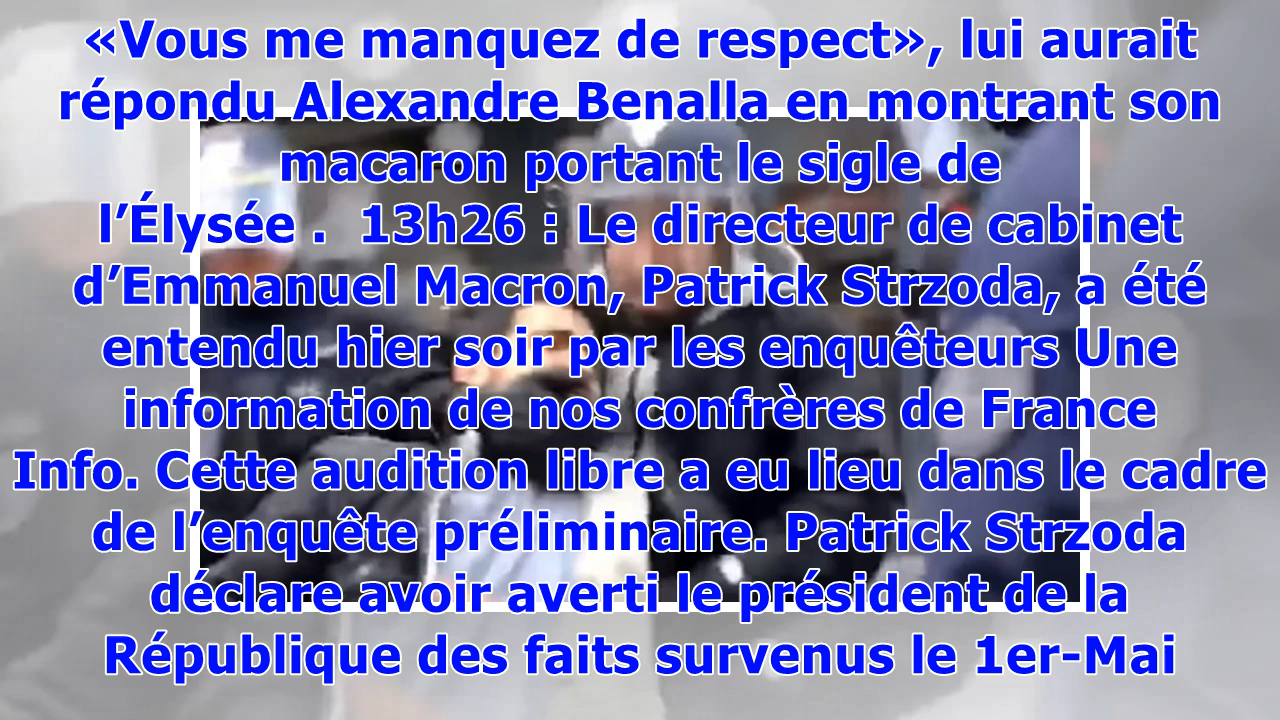 «Vous me manquez de respect», lui aurait
répondu Alexandre Benalla en montrant son
macaron portant le sigle de
l’Élysée .  13h26 : Le directeur de cabinet
d’Emmanuel Macron, Patrick Strzoda, a été
entendu hier soir par les enquêteurs Une
information de nos confrères de France
Info. Cette audition libre a eu lieu dans le cadre
de l’enquête préliminaire. Patrick Strzoda
déclare avoir averti le président de la
République des faits survenus le 1er-Mai